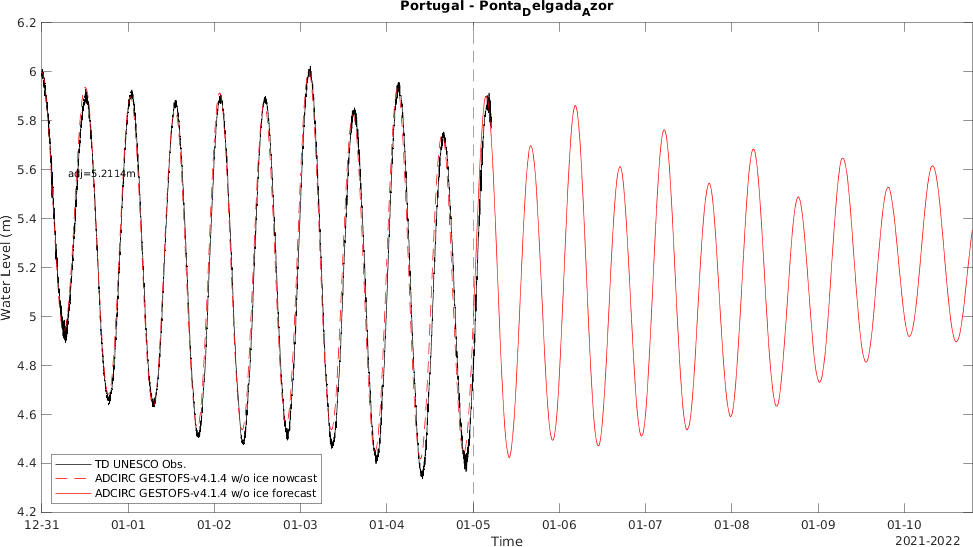 Portugal - Ponta_Delgada_Azor
6.2
6
5.8
5.6
5.4
5.2
5
4.8
4.6
4.4
4.2
Water Level (m)
adj=5.2114m
TD UNESCO Obs.
ADCIRC GESTOFS-v4.1.4 w/o ice nowcast
ADCIRC GESTOFS-v4.1.4 w/o ice forecast
12-31 01-01 01-02 01-03 01-04 01-05 01-06 01-07 01-08 01-09 01-10
Time
2021-2022